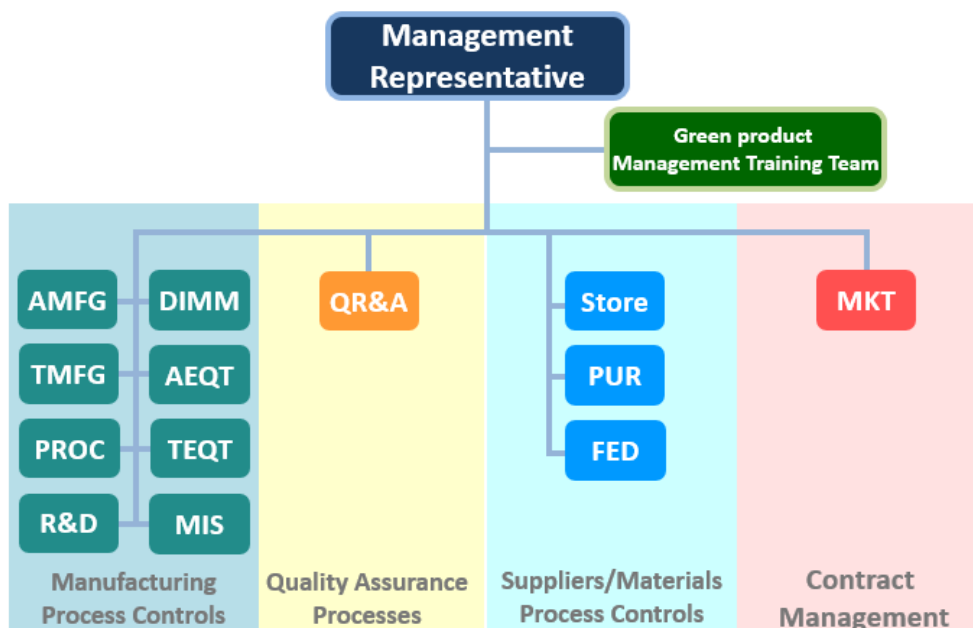 Management
Representative
Green product
Management Training Team
AMFG
DIMM
TMFG
AEQT
PROC
TEQT
R&D
MIS
Manufacturing
Process Controls
QR&A
Quality Assurance
Processes
Store
PUR
FED
Suppliers/Materials
Process Controls
MKT
Contract
Management